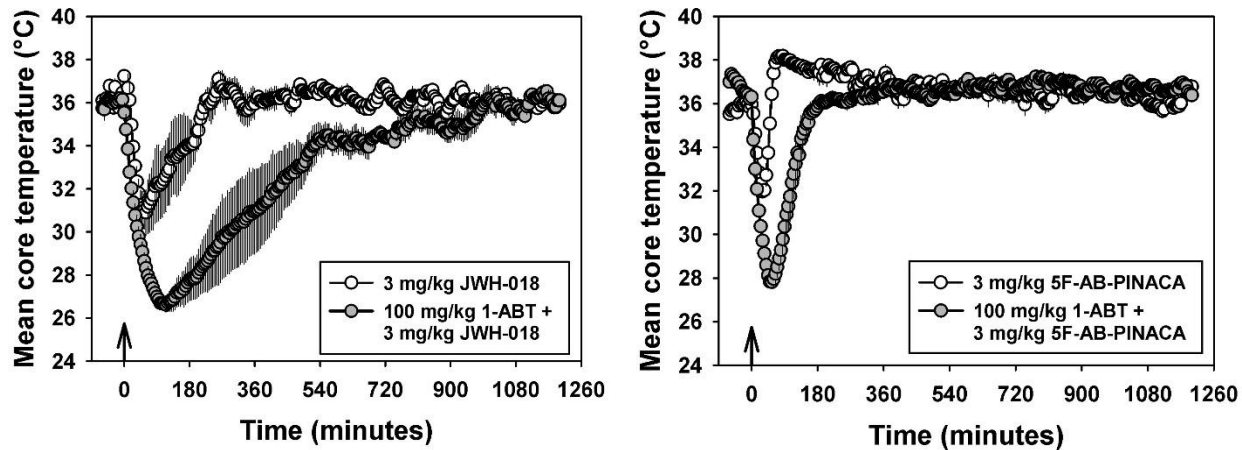 Mean core temperature (°C)
40
38
36
34
32
30
28
26
24
3 mg/kg JWH-018
100 mg/kg 1-ABT +
3 mg/kg JWH-018
0 180 360 540 720 900 1080 1260
Time (minutes)
Mean core temperature (°C)
40
38
36
34
32
30
28
26
24
3 mg/kg 5F-AB-PINACA
100 mg/kg 1-ABT +
3 mg/kg 5F-AB-PINACA
0 180 360 540 720 900 1080 1260
Time (minutes)